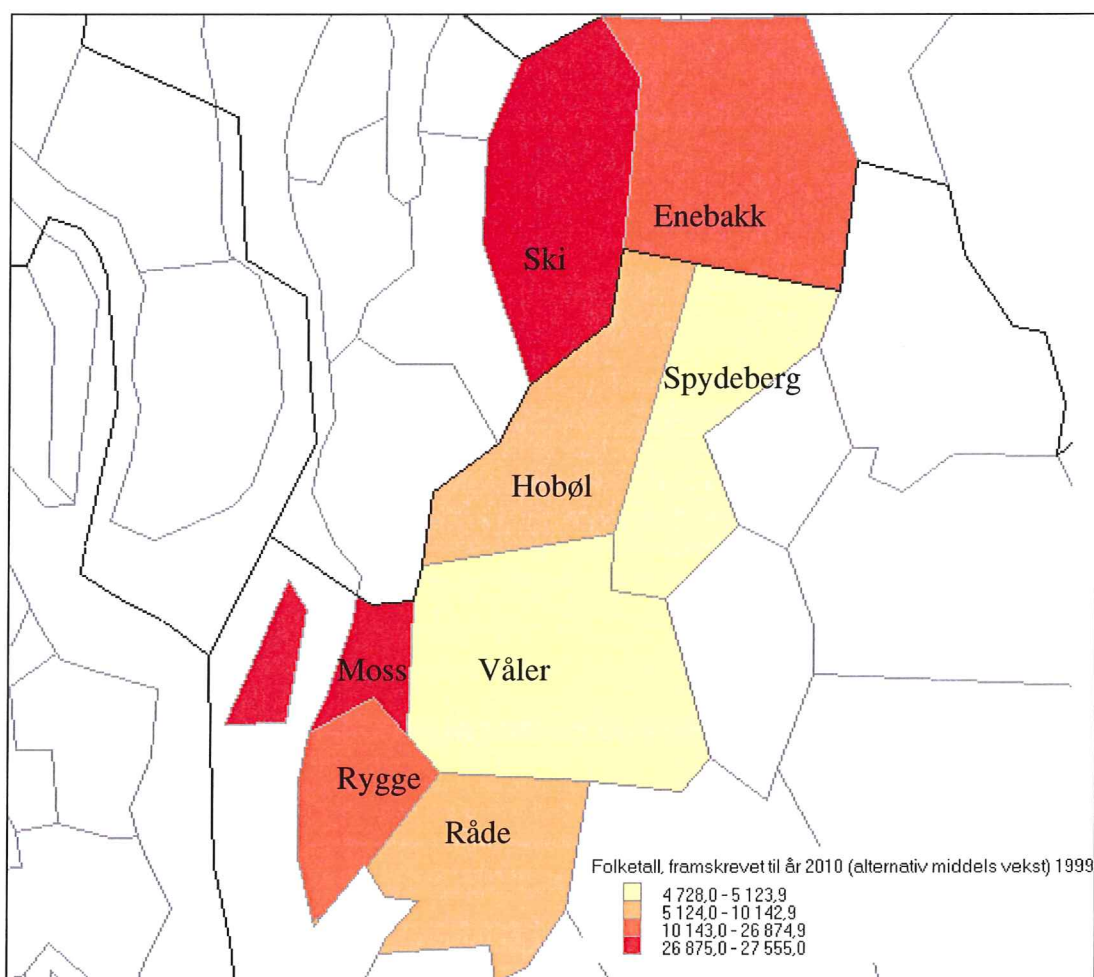 Enebakk
Ski
Spydeberg
Hobøl
Moss
Våler
Rygge
Råde
Folketall, framskrevet til år 2010 (alternativ middels vekst) 1999
4 728,0 - 5 123,9
5 124,0 - 10 142,9
10 143,0 - 26 874,9
26 875,0 - 27 555,0